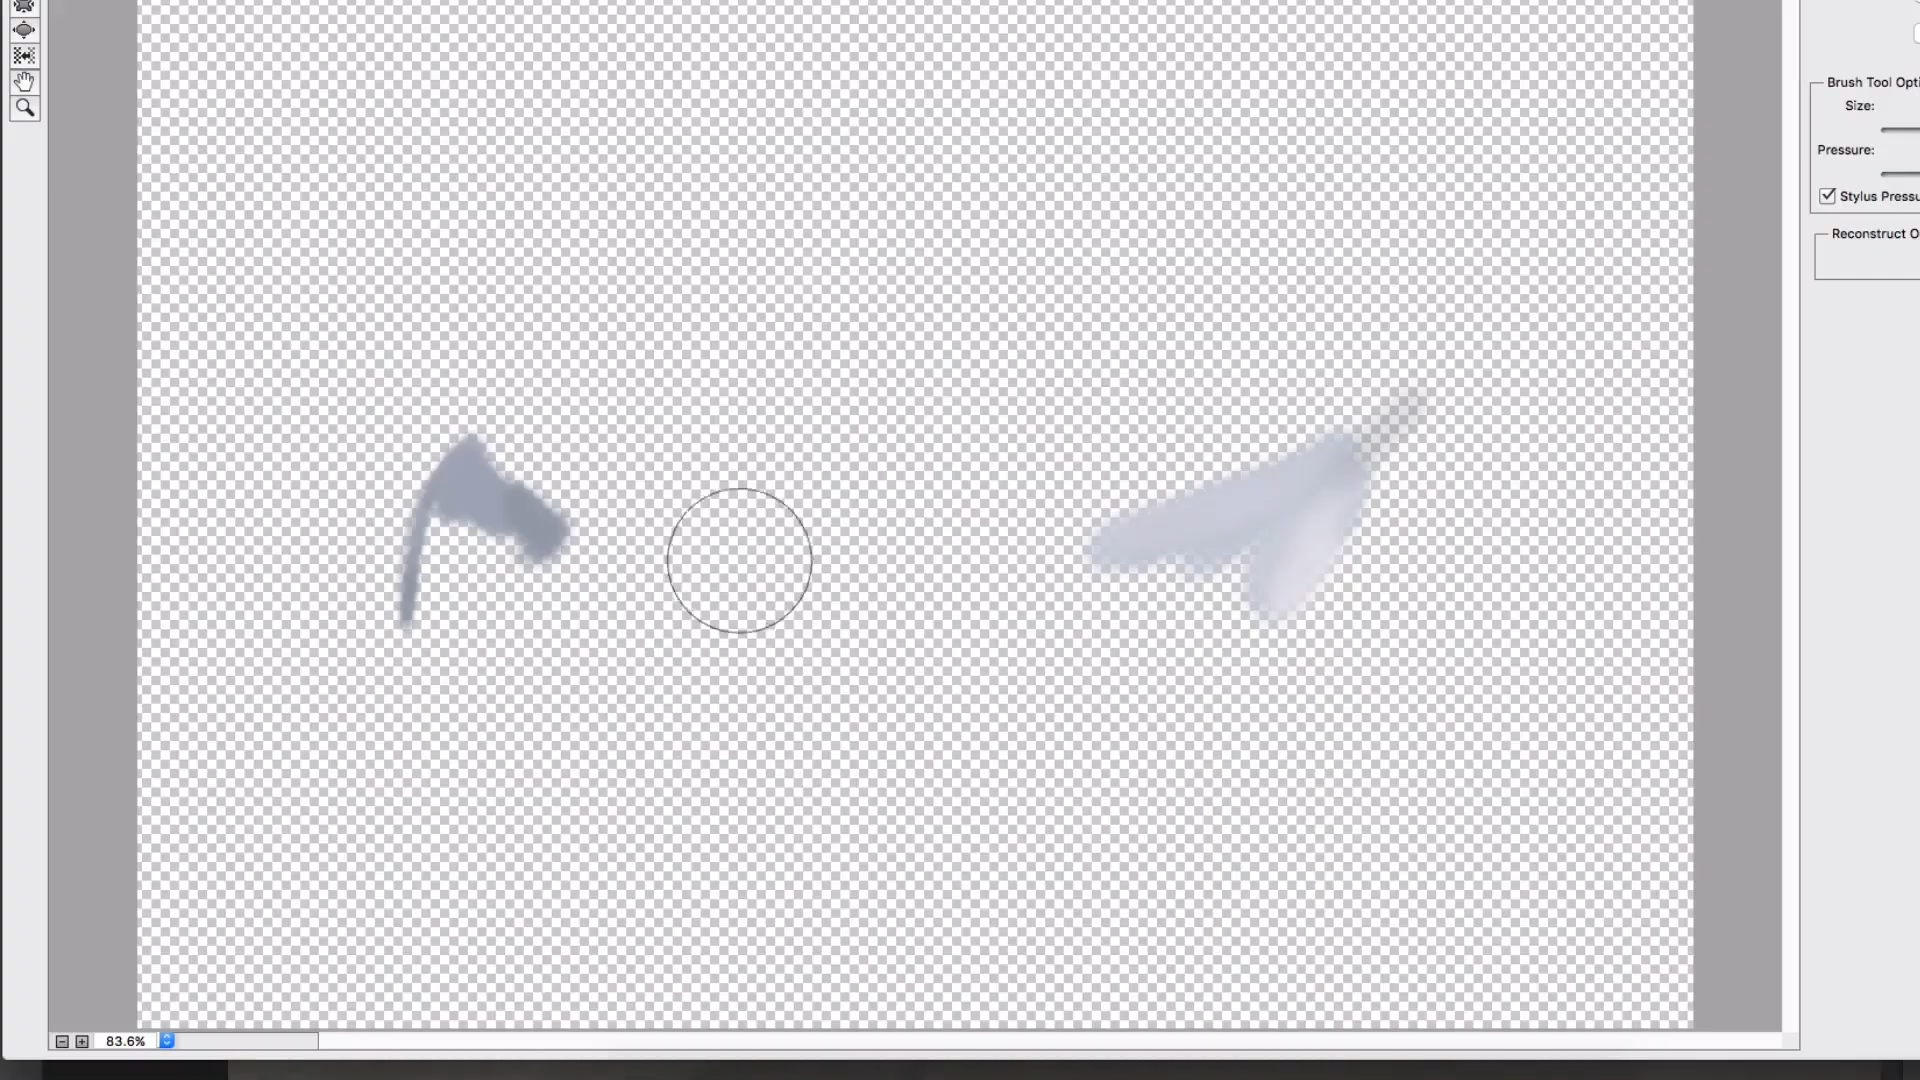 Brush Tool Opti
Size:
Pressure:
Stylus Pressu
Reconstruct O
83.6%